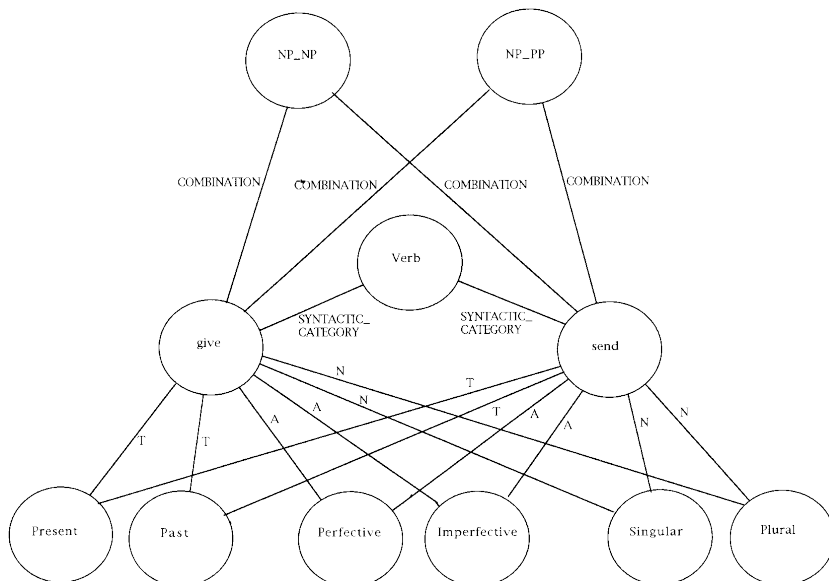 NP_NP
NP_PP
COMBINATION
COMBINATION
COMBINATION
COMBINATION
Verb
SYNTACTIC_
CATEGORY
SYNTACTIC_
CATEGORY
give
send
N
T
T
T
A
A
N
T
A
A
N
N
Present
Past
Perfective
Imperfective
Singular
Plural